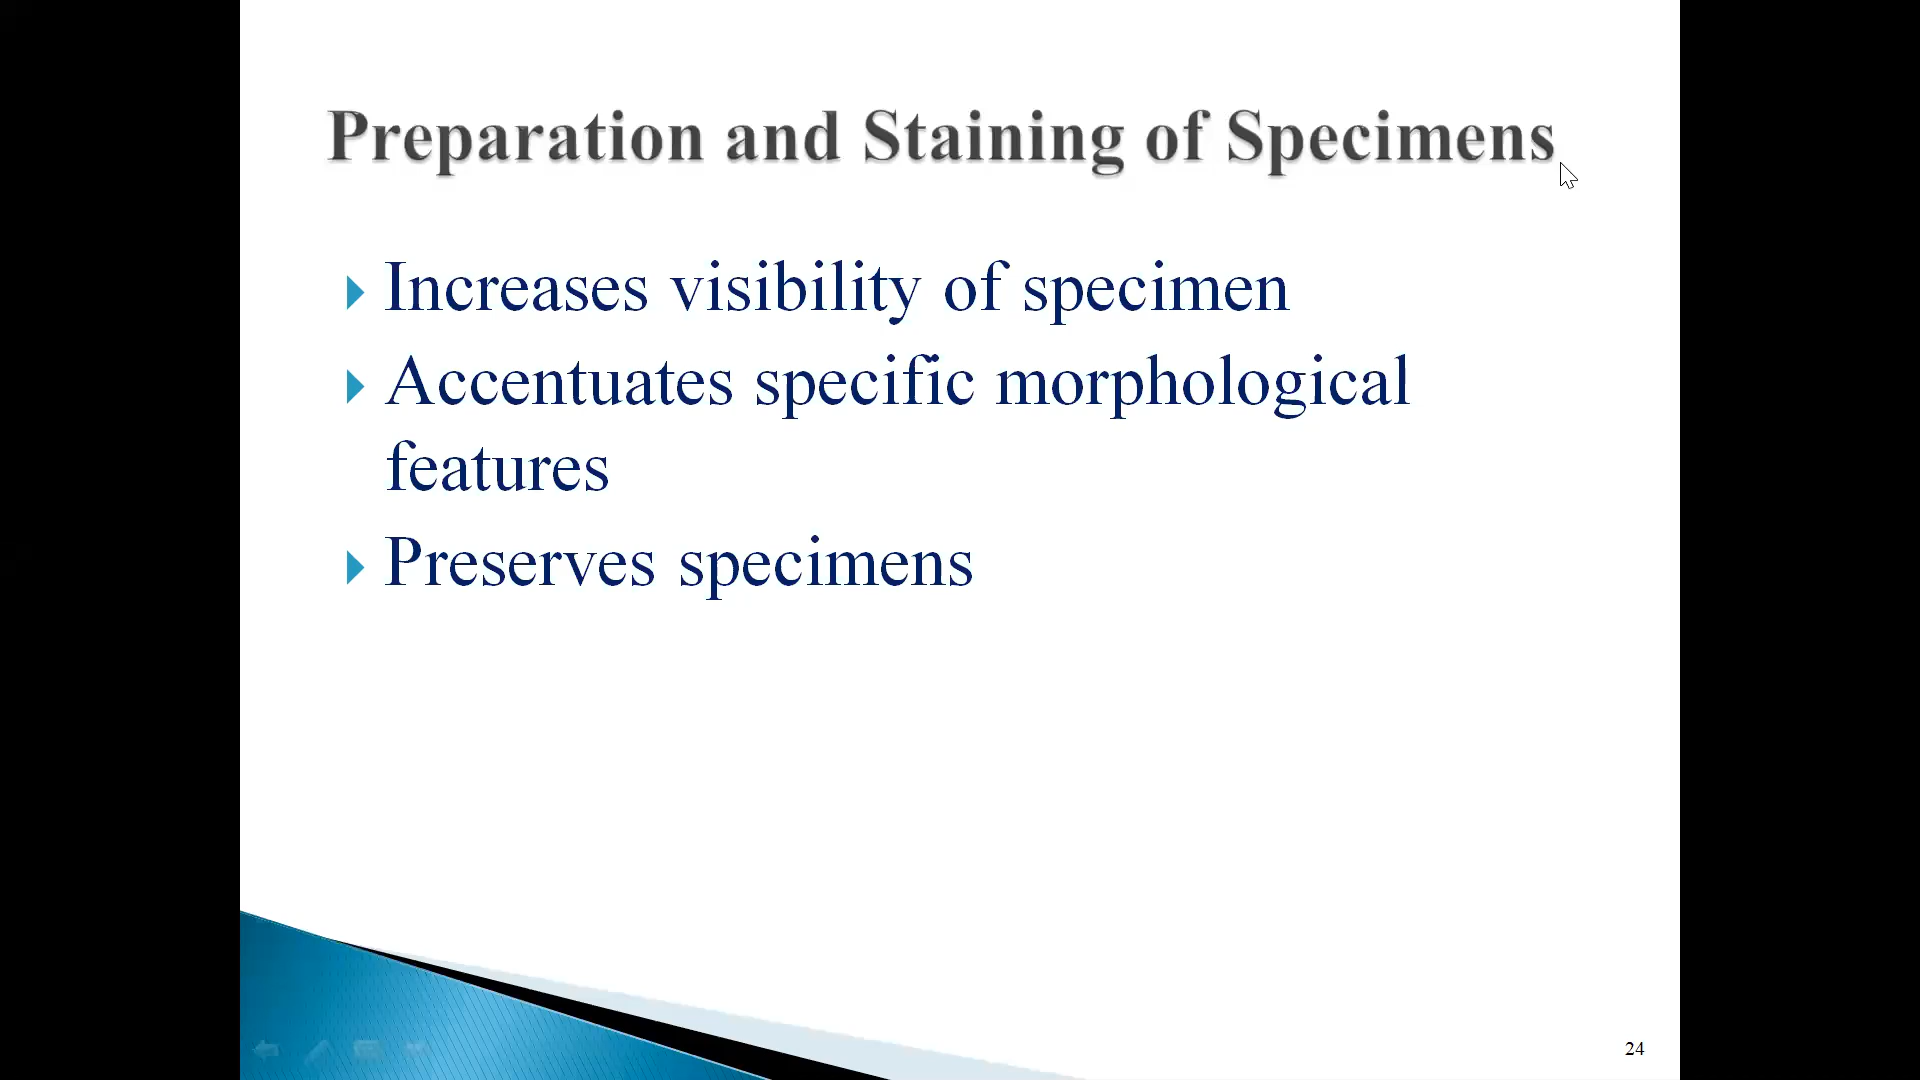 Preparation and Staining of Specimens
Increases visibility of specimen
Accentuates specific morphological
features
Preserves specimens
24